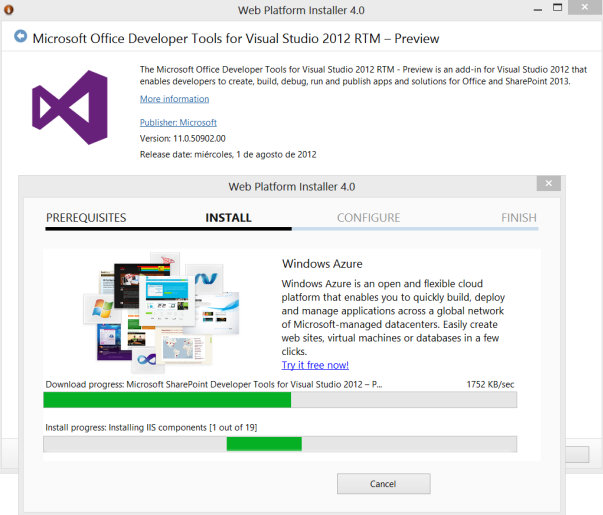 Web Platform Installer 4.0
Microsoft Office Developer Tools for Visual Studio 2012 RTM – Preview
The Microsoft Office Developer Tools for Visual Studio 2012 RTM - Preview is an add-in for Visual Studio 2012 that
enables developers to create, build, debug, run and publish apps and solutions for Office and SharePoint 2013.
More information
Publisher: Microsoft
Version: 11.0.50902.00
Release date: miércoles, 1 de agosto de 2012
Web Platform Installer 4.0
PREREQUISITES INSTALL CONFIGURE FINISH
Windows Azure
Windows Azure is an open and flexible cloud
platform that enables you to quickly build, deploy
and manage applications across a global network
of Microsoft-managed datacenters. Easily create
web sites, virtual machines or databases in a few
clicks.
Try it free now!
Download progress: Microsoft SharePoint Developer Tools for Visual Studio 2012 – P... 1752 KB/sec
Install progress: Installing IIS components [1 out of 19]
Cancel